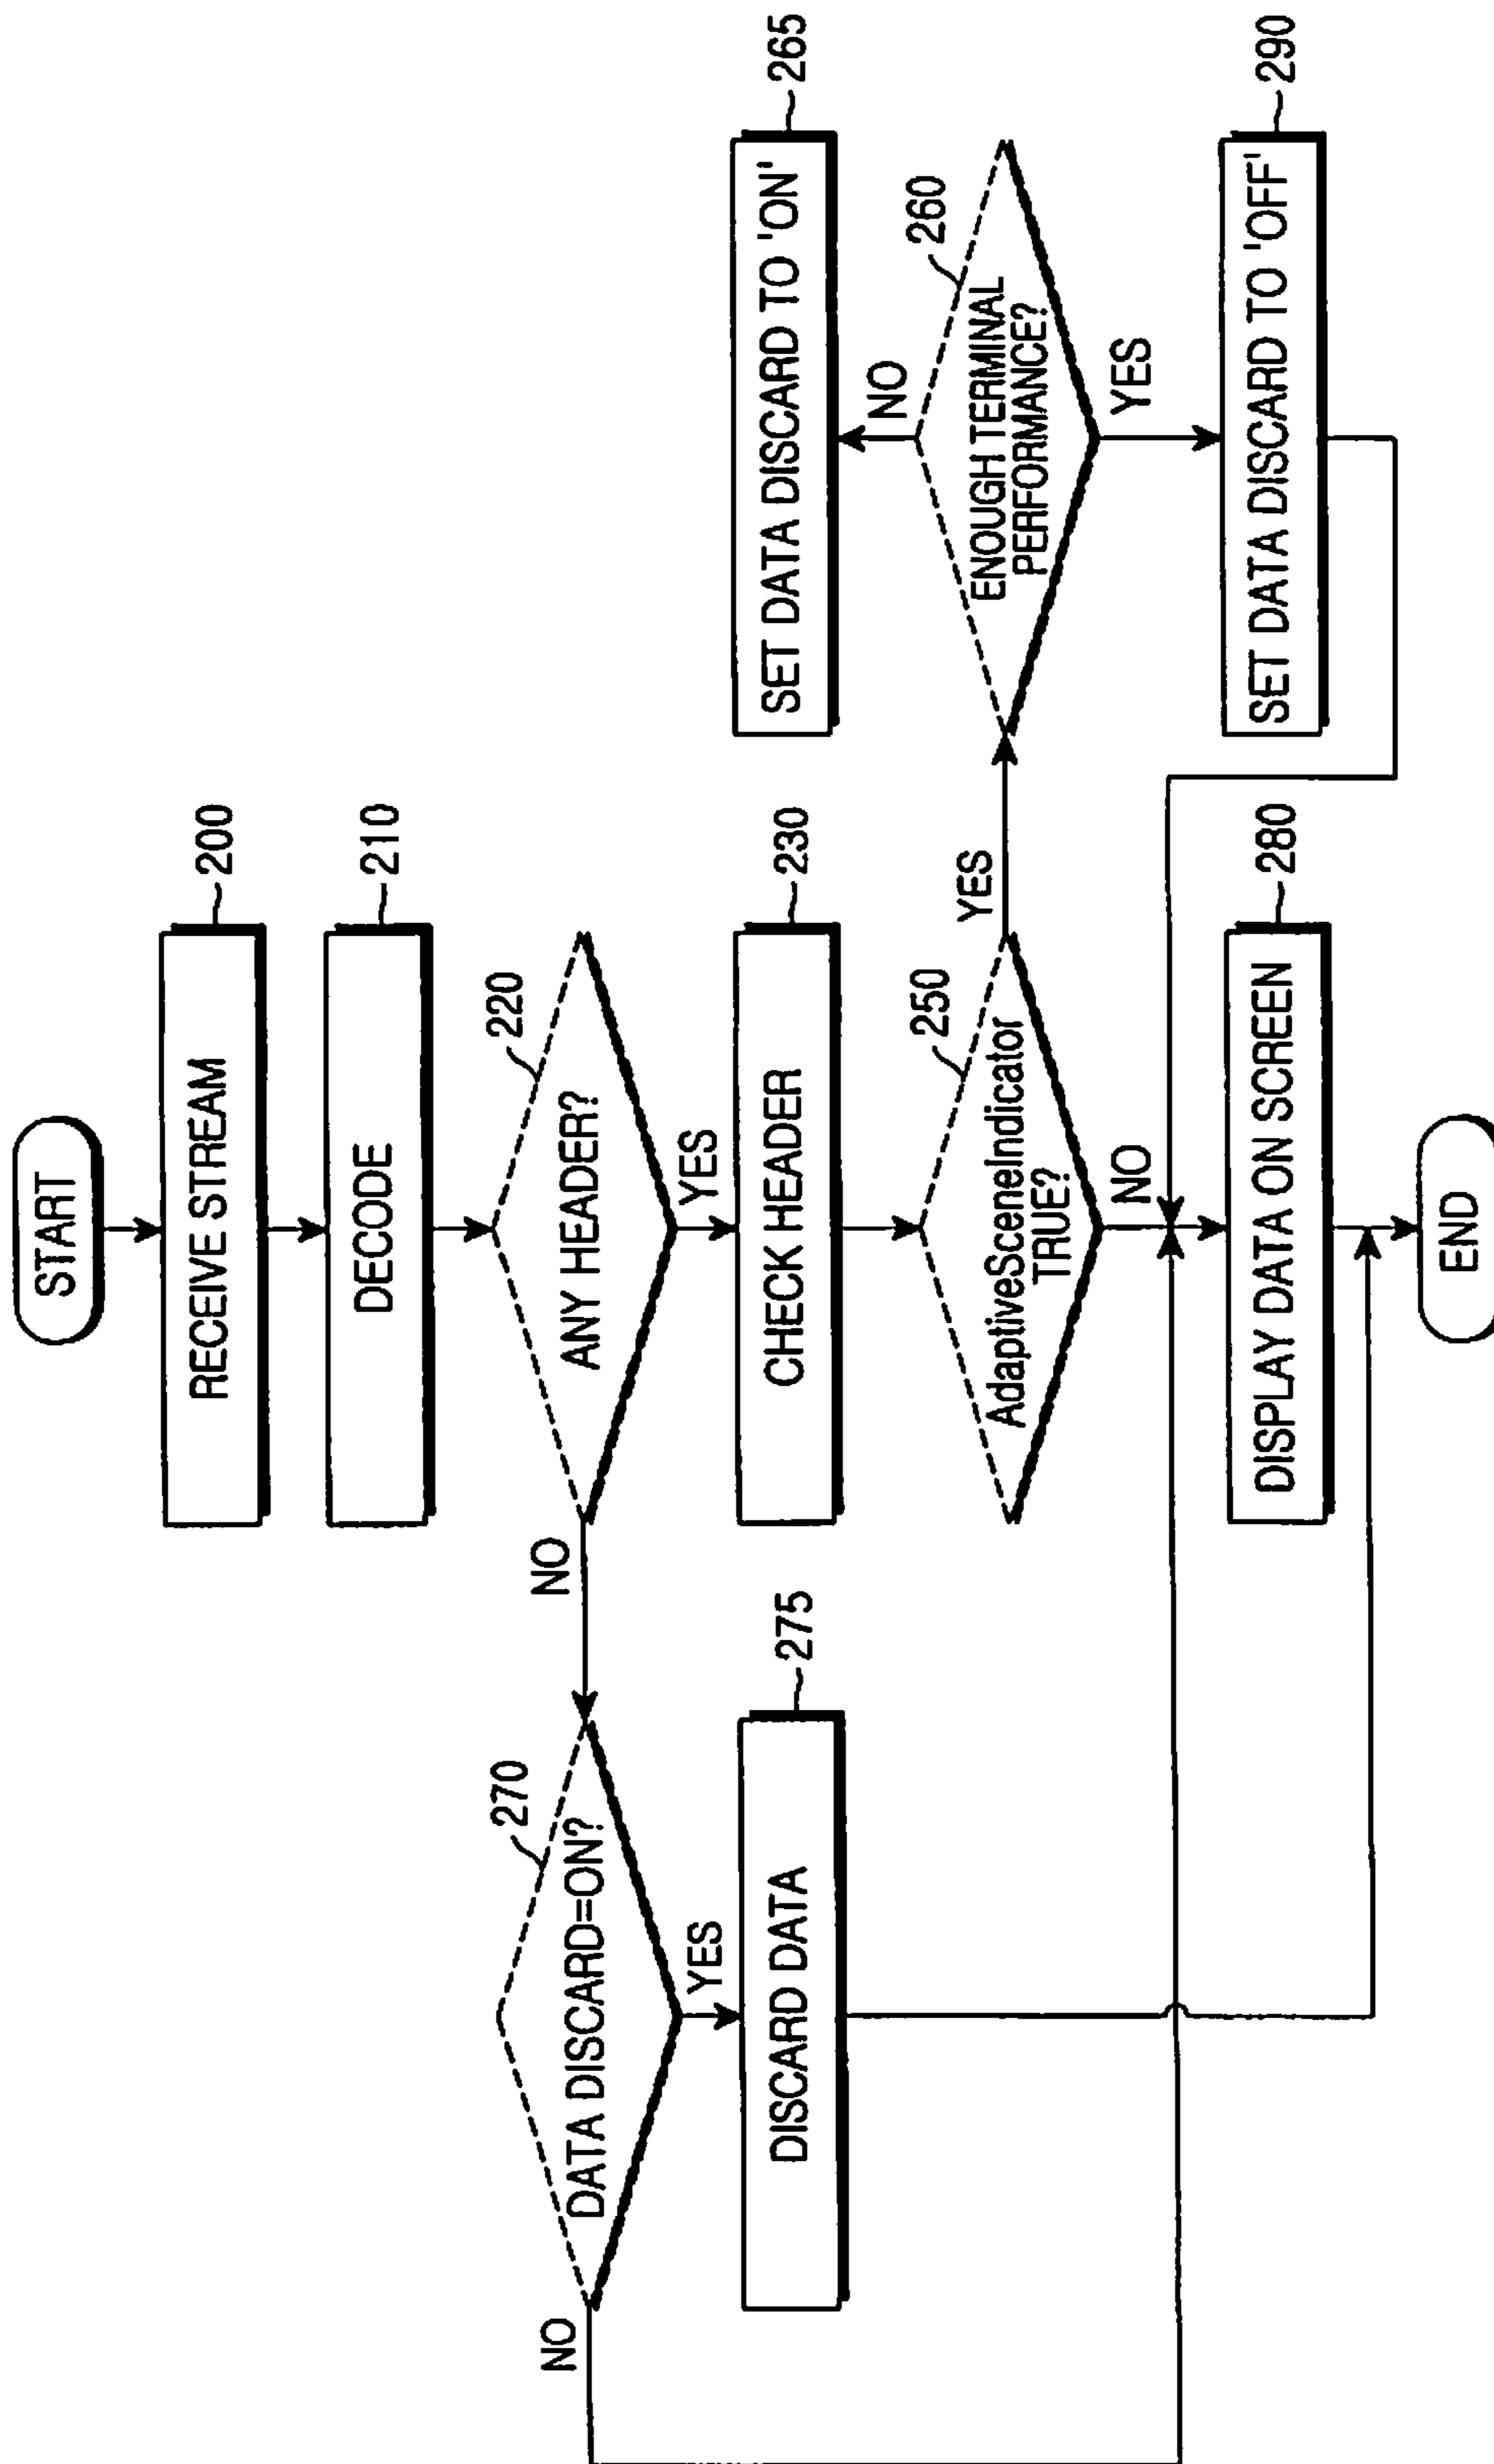 START
RECEIVE STREAM
200
DECODE
210
ANY HEADER?
220
NO
YES
DATA DISCARD=ON?
270
NO
YES
CHECK HEADER
230
DISCARD DATA
275
AdaptiveSceneIndicator
TRUE?
250
YES
NO
ENOUGH TERMINAL
PERFORMANCE?
260
NO
YES
SET DATA DISCARD TO 'ON'
265
SET DATA DISCARD TO 'OFF'
290
DISPLAY DATA ON SCREEN
280
END